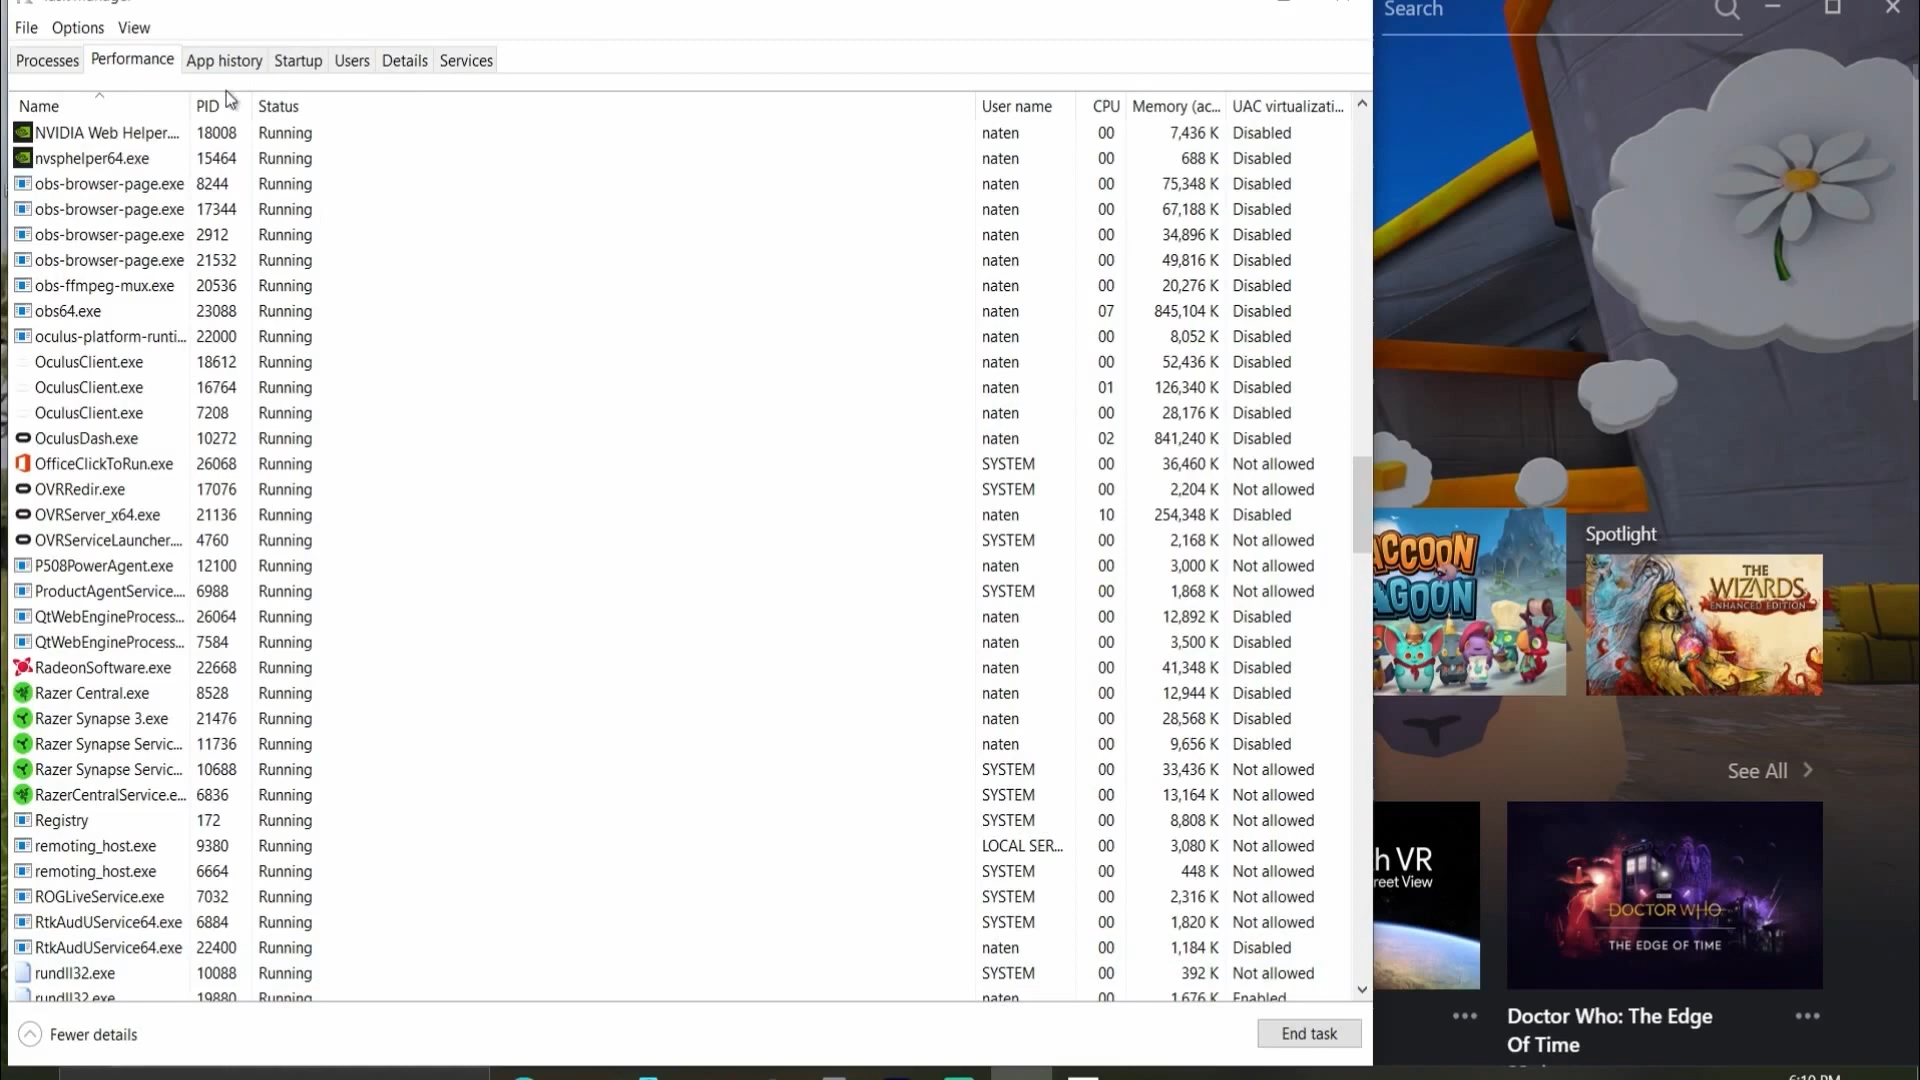 File Options View
Search
Processes Performance App history Startup Users Details Services
Name PID Status User name CPU Memory (ac... UAC virtualizati...
NVIDIA Web Helper.... 18008 Running naten 00 7,436 K Disabled
nvsphelper64.exe 15464 Running naten 00 688 K Disabled
obs-browser-page.exe 8244 Running naten 00 75,348 K Disabled
obs-browser-page.exe 17344 Running naten 00 67,188 K Disabled
obs-browser-page.exe 2912 Running naten 00 34,896 K Disabled
obs-browser-page.exe 21532 Running naten 00 49,816 K Disabled
obs-ffmpeg-mux.exe 20536 Running naten 00 20,276 K Disabled
obs64.exe 23088 Running naten 07 845,104 K Disabled
oculus-platform-runti... 22000 Running naten 00 8,052 K Disabled
OculusClient.exe 18612 Running naten 00 52,436 K Disabled
OculusClient.exe 16764 Running naten 01 126,340 K Disabled
OculusClient.exe 7208 Running naten 00 28,176 K Disabled
OculusDash.exe 10272 Running naten 02 841,240 K Disabled
OfficeClickToRun.exe 26068 Running SYSTEM 00 36,460 K Not allowed
OVRRedir.exe 17076 Running SYSTEM 00 2,204 K Not allowed
OVRServer_x64.exe 21136 Running naten 10 254,348 K Disabled
OVRServiceLauncher.... 4760 Running SYSTEM 00 2,168 K Not allowed
P508PowerAgent.exe 12100 Running naten 00 3,000 K Not allowed
ProductAgentService.... 6988 Running SYSTEM 00 1,868 K Not allowed
QtWebEngineProcess... 26064 Running naten 00 12,892 K Disabled
QtWebEngineProcess... 7584 Running naten 00 3,500 K Disabled
RadeonSoftware.exe 22668 Running naten 00 41,348 K Disabled
Razer Central.exe 8528 Running naten 00 12,944 K Disabled
Razer Synapse 3.exe 21476 Running naten 00 28,568 K Disabled
Razer Synapse Servic... 11736 Running naten 00 9,656 K Disabled
Razer Synapse Servic... 10688 Running SYSTEM 00 33,436 K Not allowed
RazerCentralService.e... 6836 Running SYSTEM 00 13,164 K Not allowed
Registry 172 Running SYSTEM 00 8,808 K Not allowed
remoting_host.exe 9380 Running LOCAL SER... 00 3,080 K Not allowed
remoting_host.exe 6664 Running SYSTEM 00 448 K Not allowed
ROGLiveService.exe 7032 Running SYSTEM 00 2,316 K Not allowed
RtkAudUService64.exe 6884 Running SYSTEM 00 1,820 K Not allowed
RtkAudUService64.exe 22400 Running naten 00 1,184 K Disabled
rundll32.exe 10088 Running SYSTEM 00 392 K Not allowed
rundll32.exe 19880 Running naten 00 1,676 K Enabled
Fewer details
End task
Spotlight
ACCOON
AGOON
THE
WIZARDS
ENHANCED EDITION
See All
h VR
reet View
DOCTOR WHO
THE EDGE OF TIME
Doctor Who: The Edge
Of Time
6:10 PM